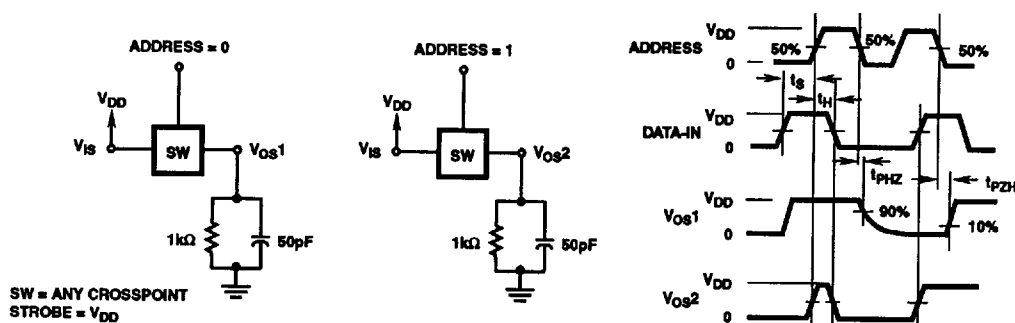 ADDRESS = 0
V_DD
V_IS
SW
V_OS1
1kΩ
50pF
SW = ANY CROSSPOINT
STROBE = V_DD
ADDRESS = 1
V_DD
V_IS
SW
V_OS2
1kΩ
50pF
ADDRESS
V_DD
0
50%
50%
50%
t_S
t_H
DATA-IN
V_DD
0
t_PHZ
t_PZH
V_OS1
V_DD
0
90%
10%
V_OS2
V_DD
0